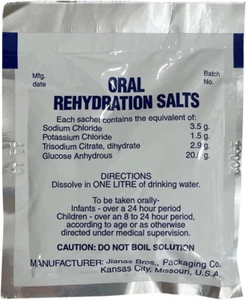 Mfg. date
Batch No.
ORAL
REHYDRATION SALTS
Each sachet contains the equivalent of:
Sodium Chloride 3.5 g.
Potassium Chloride 1.5 g.
Trisodium Citrate, dihydrate 2.9 g.
Glucose Anhydrous 20. g.
DIRECTIONS
Dissolve in ONE LITRE of drinking water.
To be taken orally-
Infants - over a 24 hour period
Children - over an 8 to 24 hour period,
according to age or as otherwise
directed under medical supervision.
CAUTION: DO NOT BOIL SOLUTION
MANUFACTURER: Jianas Bros., Packaging Co.
Kansas City, Missouri, U.S.A.